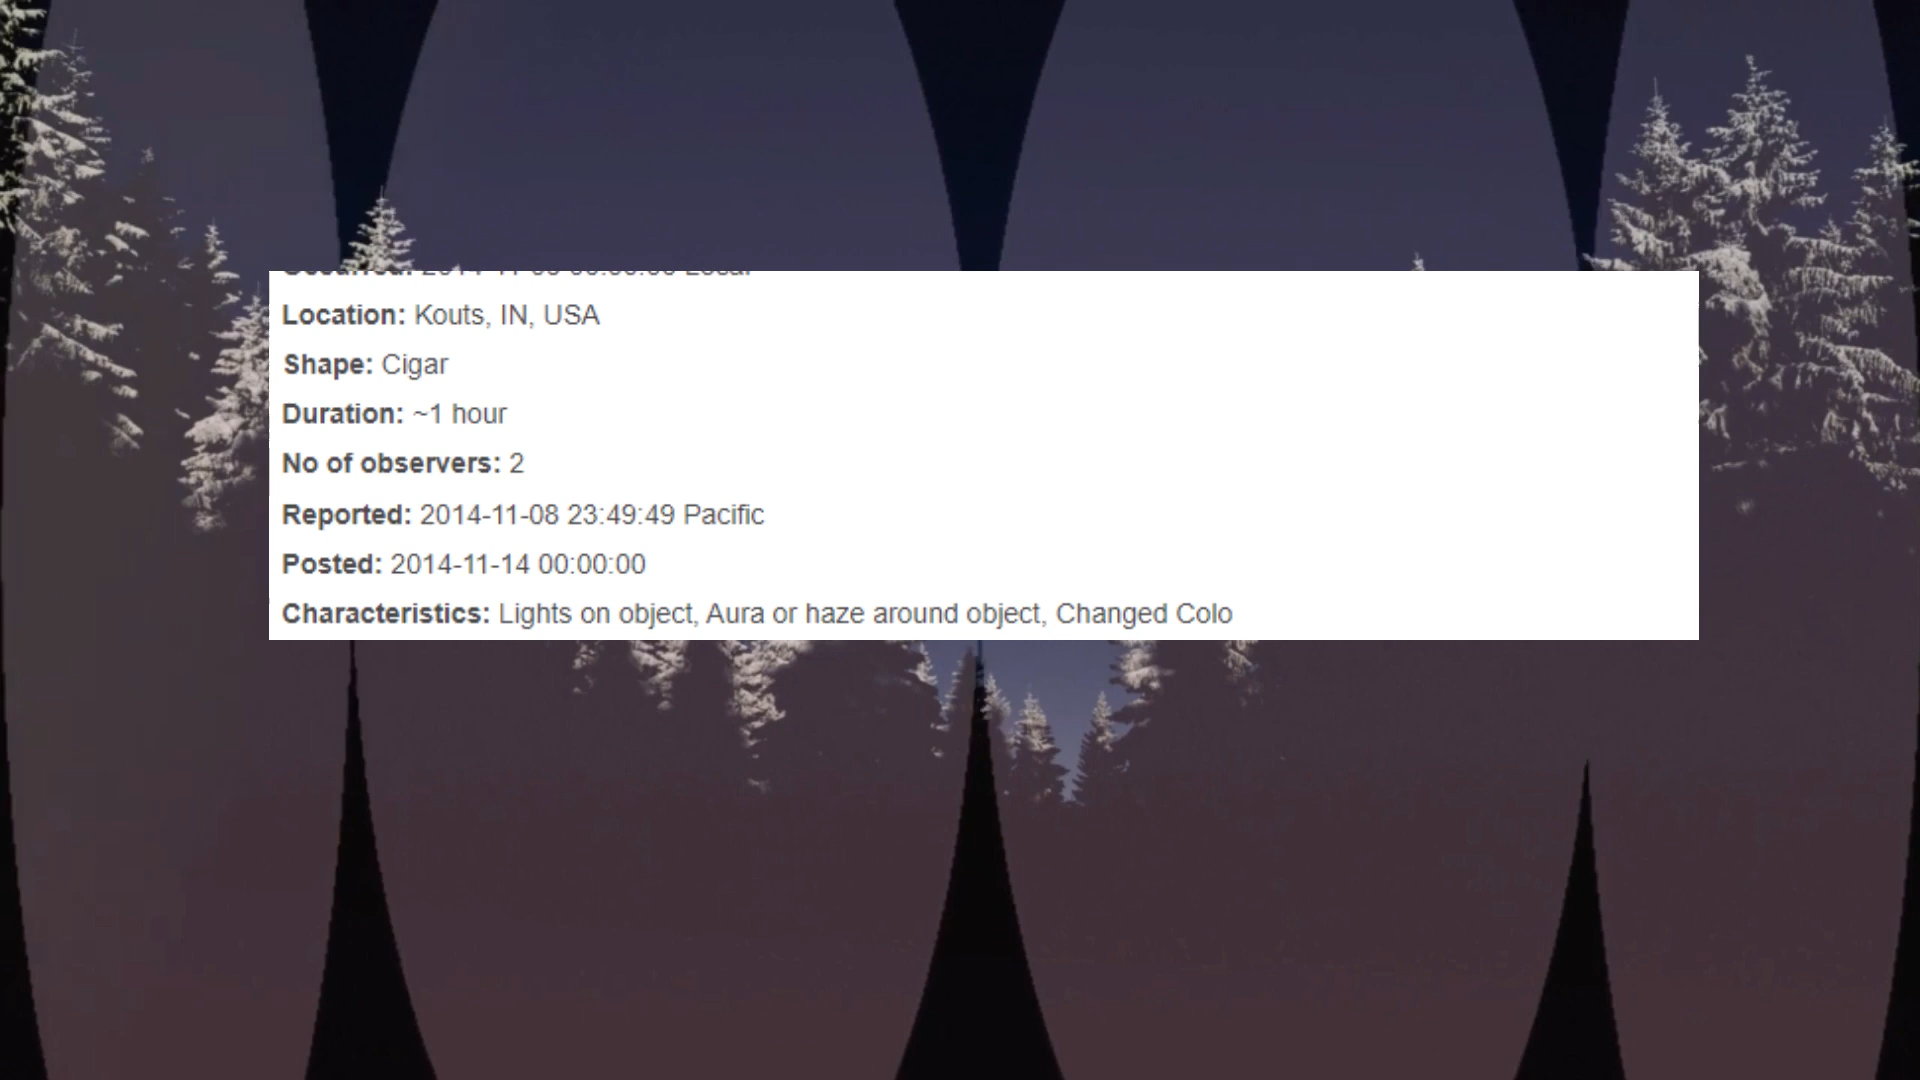 Location: Kouts, IN, USA
Shape: Cigar
Duration: ~1 hour
No of observers: 2
Reported: 2014-11-08 23:49:49 Pacific
Posted: 2014-11-14 00:00:00
Characteristics: Lights on object, Aura or haze around object, Changed Colo